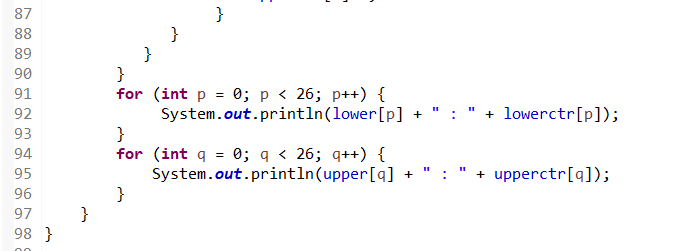 87                         }
88                    }
89                 }
90              }
91         for (int p = 0; p < 26; p++) {
92              System.out.println(lower[p] + " : " + lowerctr[p]);
93         }
94         for (int q = 0; q < 26; q++) {
95             System.out.println(upper[q] + " : " + upperctr[q]);
96         }
97     }
98 }